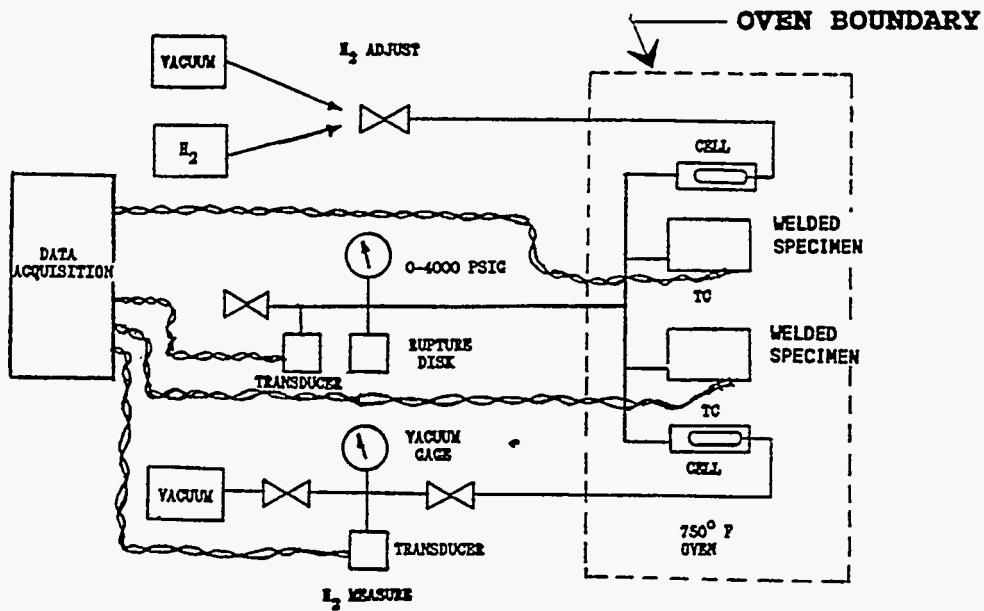 OVEN BOUNDARY
H₂ ADJUST
VACUUM
H₂
CELL
DATA
ACQUISITION
WELDED
SPECIMEN
0-4000 PSIG
TC
WELDED
SPECIMEN
RUPTURE
DISK
TRANSDUCER
TC
VACUUM
GAGE
CELL
VACUUM
750° F
OVEN
TRANSDUCER
H₂ MEASURE